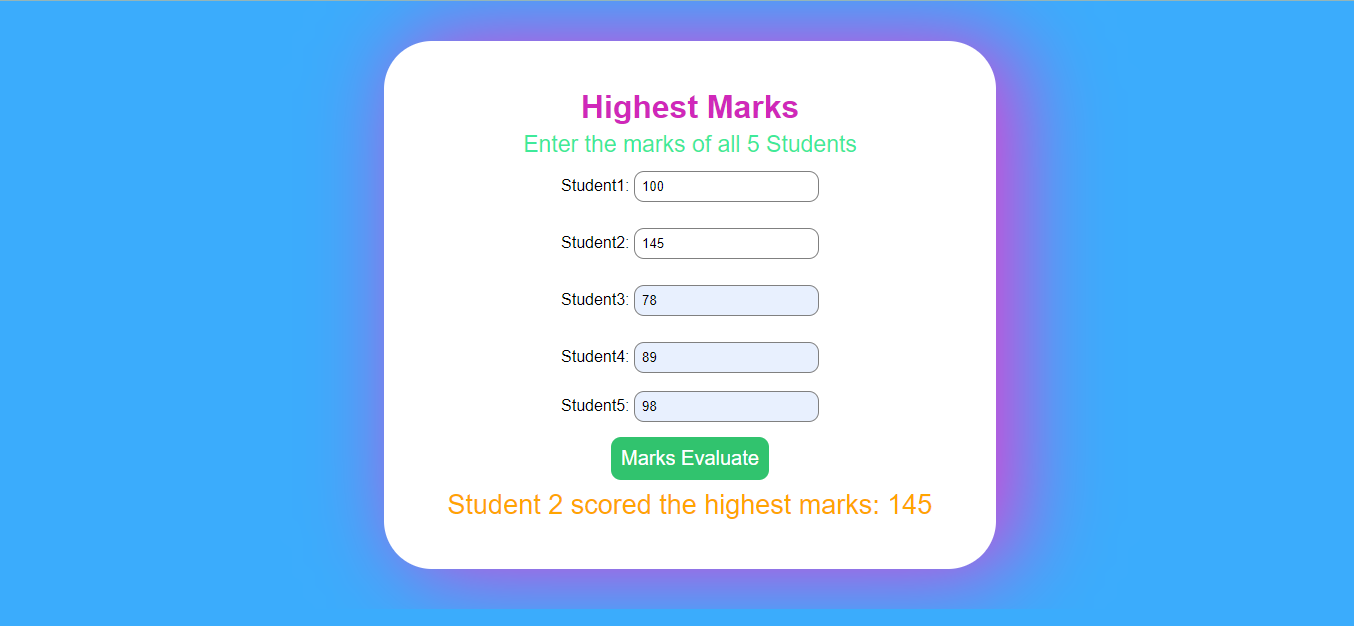 Highest Marks
Enter the marks of all 5 Students
Student1: 100
Student2: 145
Student3: 78
Student4: 89
Student5: 98
Marks Evaluate
Student 2 scored the highest marks: 145